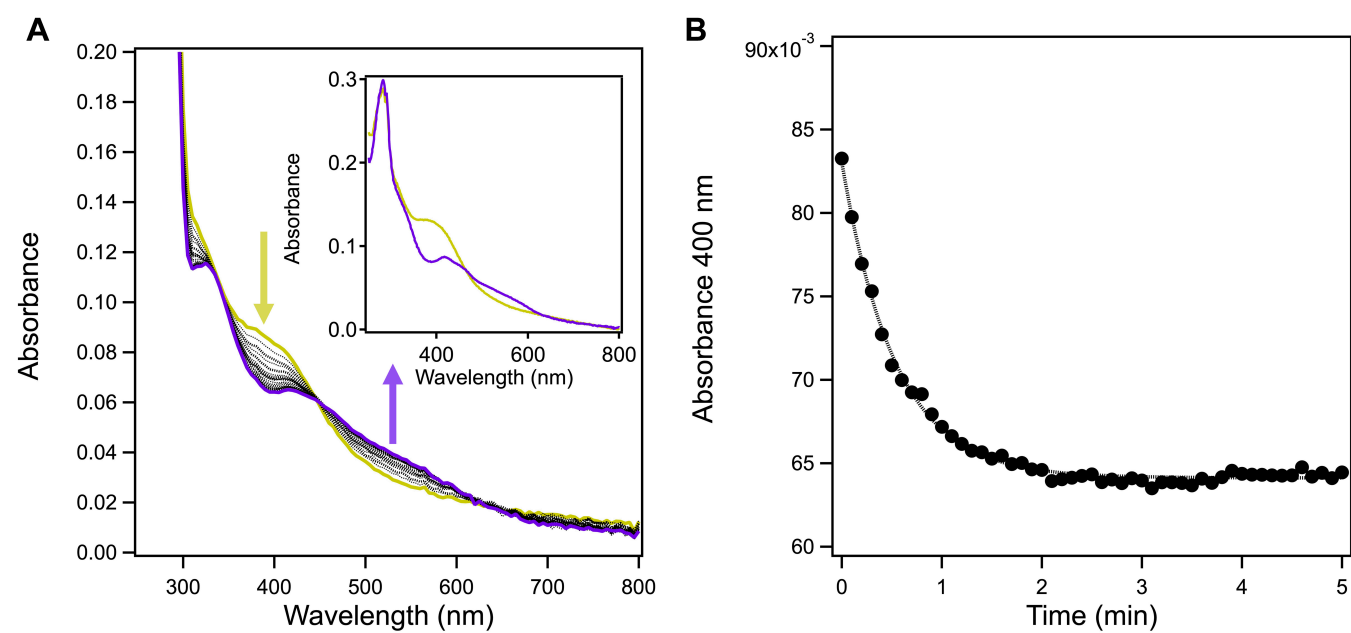 A
0.20
0.18
0.16
0.14
0.12
0.10
0.08
0.06
0.04
0.02
0.00
Absorbance
300 400 500 600 700 800
Wavelength (nm)
0.3
0.2
0.1
0.0
Absorbance
400 600 800
Wavelength (nm)
B
90x10⁻³
85
80
75
70
65
60
Absorbance 400 nm
0 1 2 3 4 5
Time (min)